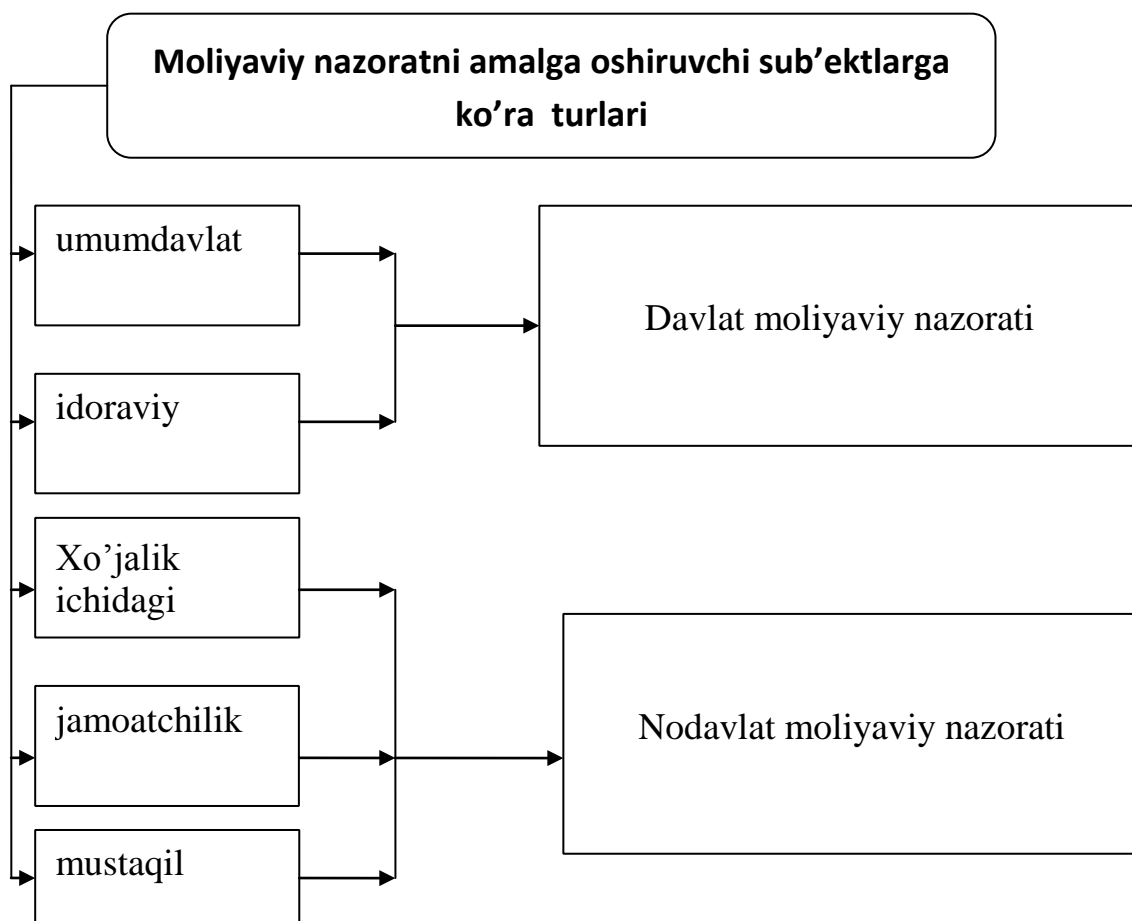 Moliyaviy nazoratni amalga oshiruvchi sub’ektlarga
ko’ra turlari
umumdavlat
Davlat moliyaviy nazorati
idoraviy
Xo’jalik
ichidagi
jamoatchilik
Nodavlat moliyaviy nazorati
mustaqil